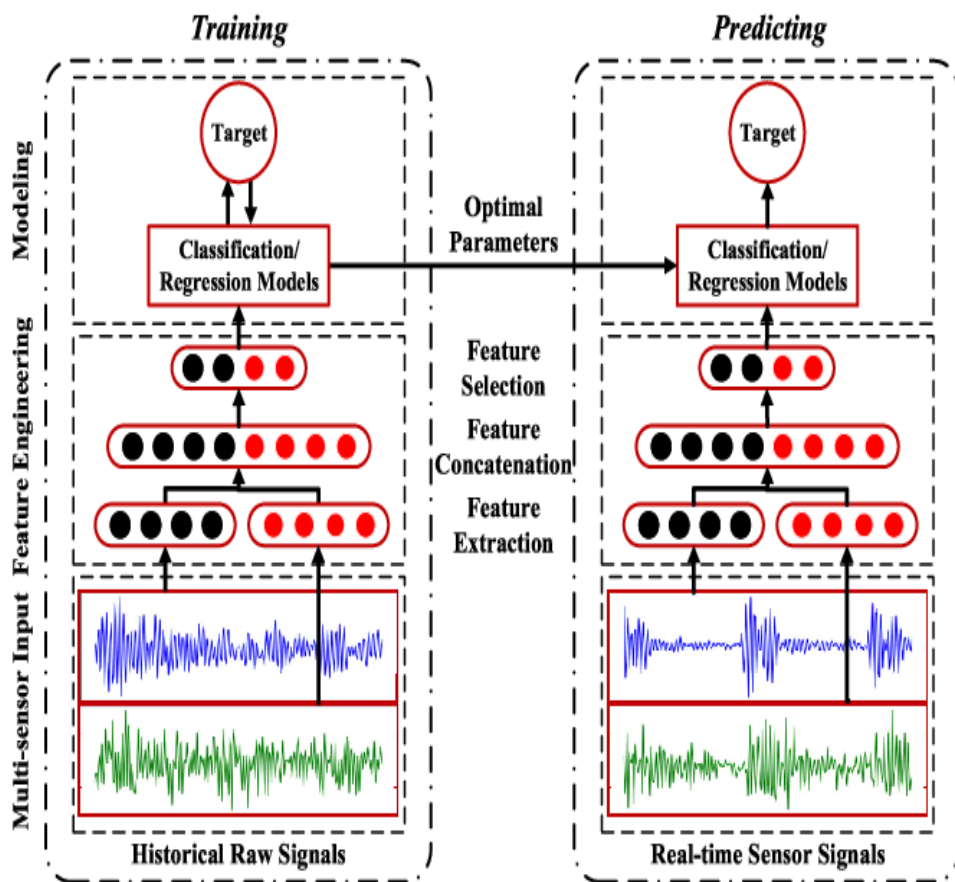 Training
Predicting
Modeling
Target
Target
Classification/
Regression Models
Optimal
Parameters
Classification/
Regression Models
Feature Engineering
Feature
Selection
Feature
Concatenation
Feature
Extraction
Multi-sensor Input
Historical Raw Signals
Real-time Sensor Signals